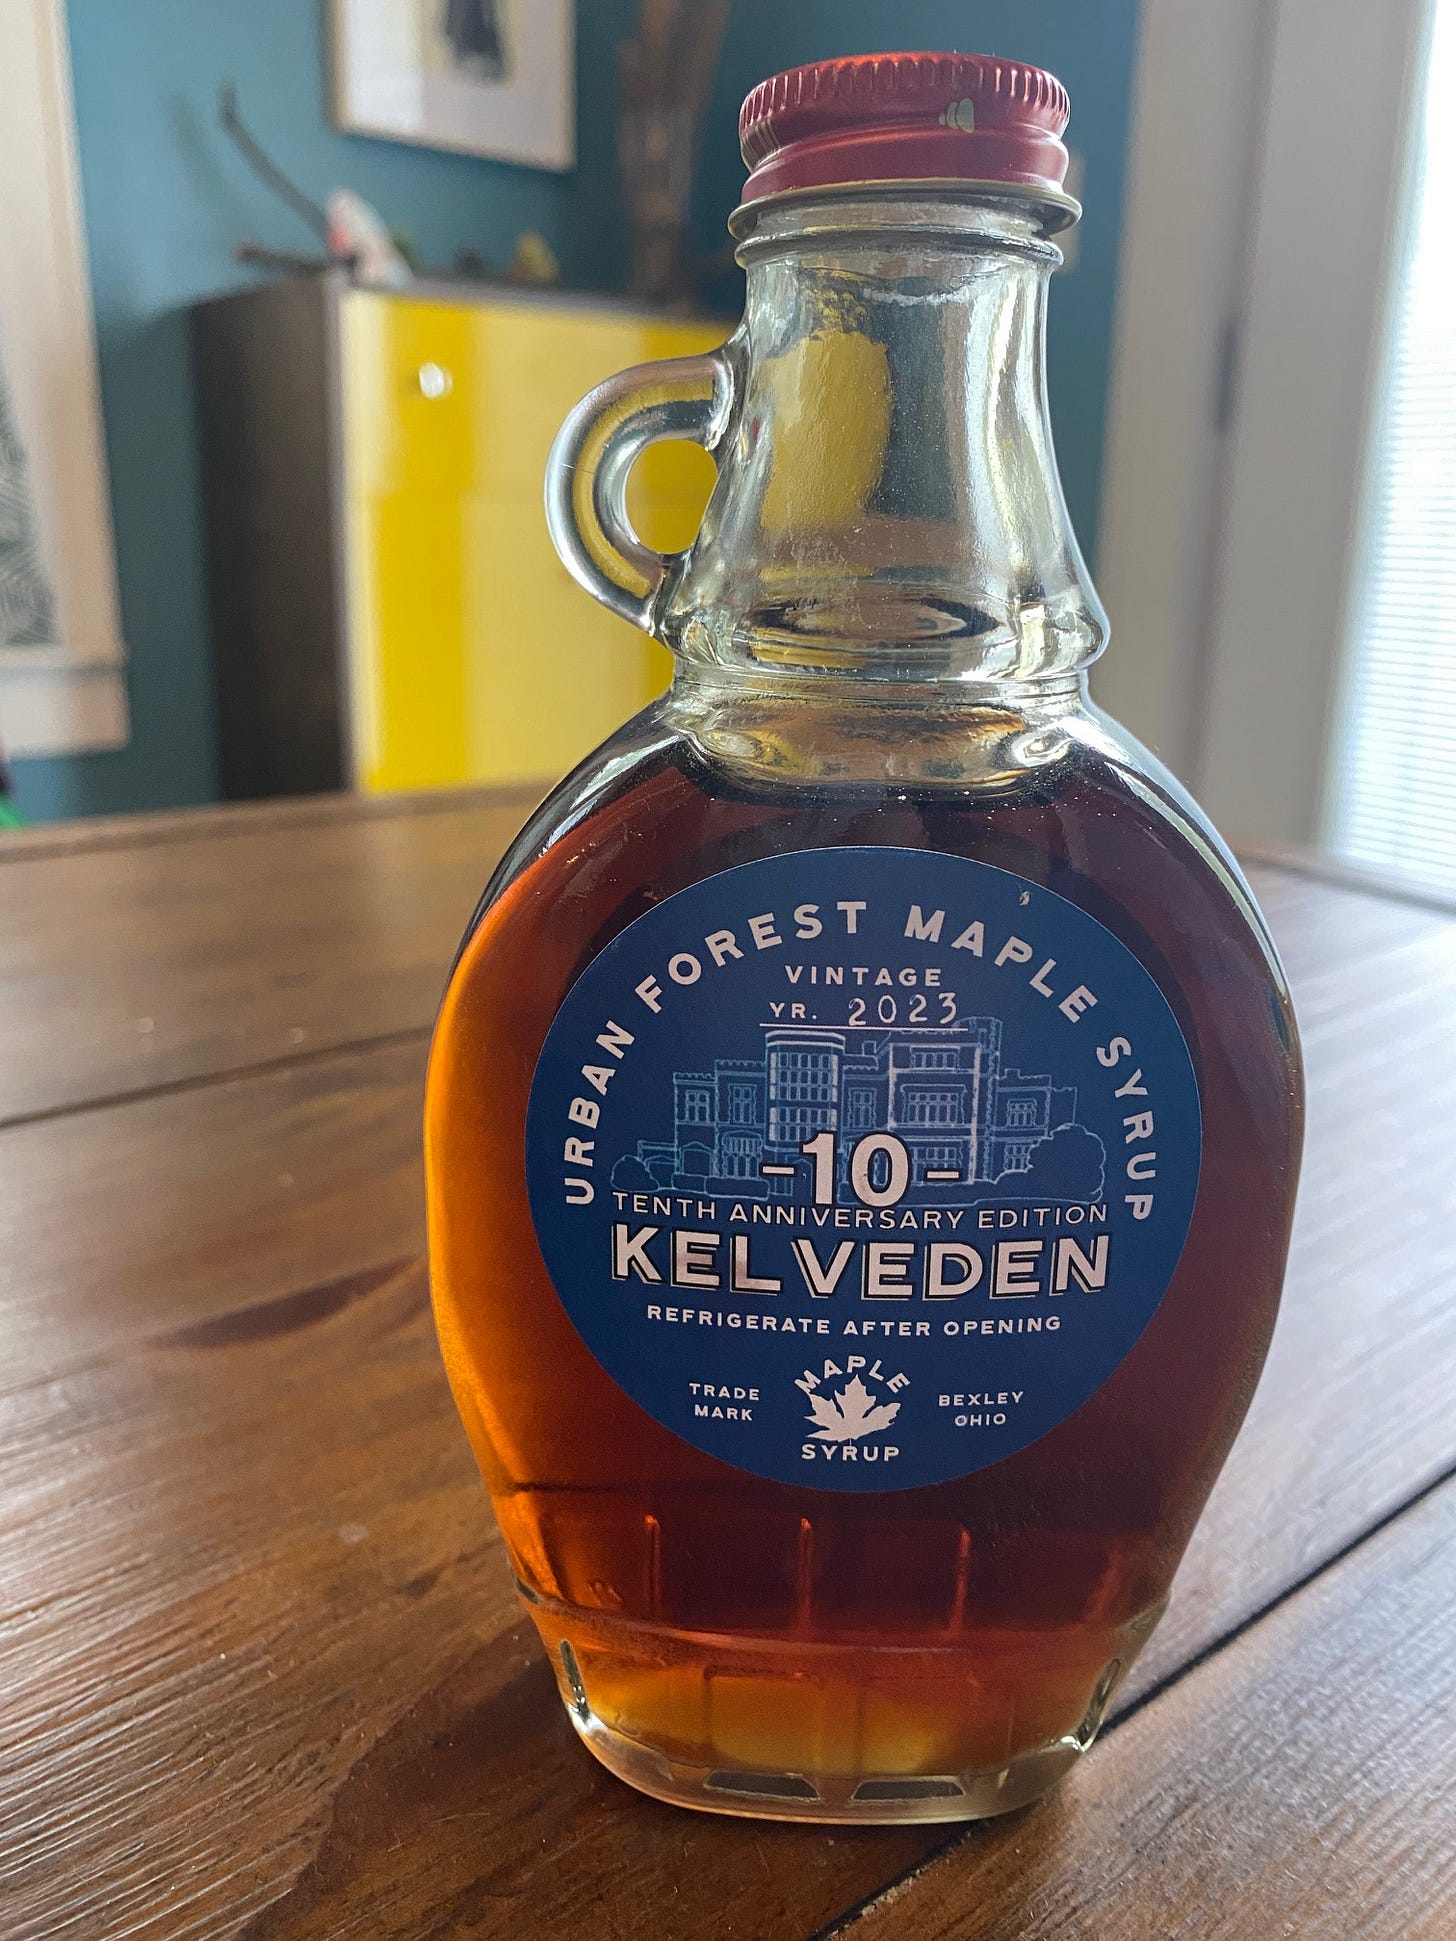 URBAN FOREST MAPLE SYRUP
VINTAGE
YR. 2023
-10-
TENTH ANNIVERSARY EDITION
KELVEDEN
REFRIGERATE AFTER OPENING
TRADE
MARK
MAPLE
SYRUP
BEXLEY
OHIO